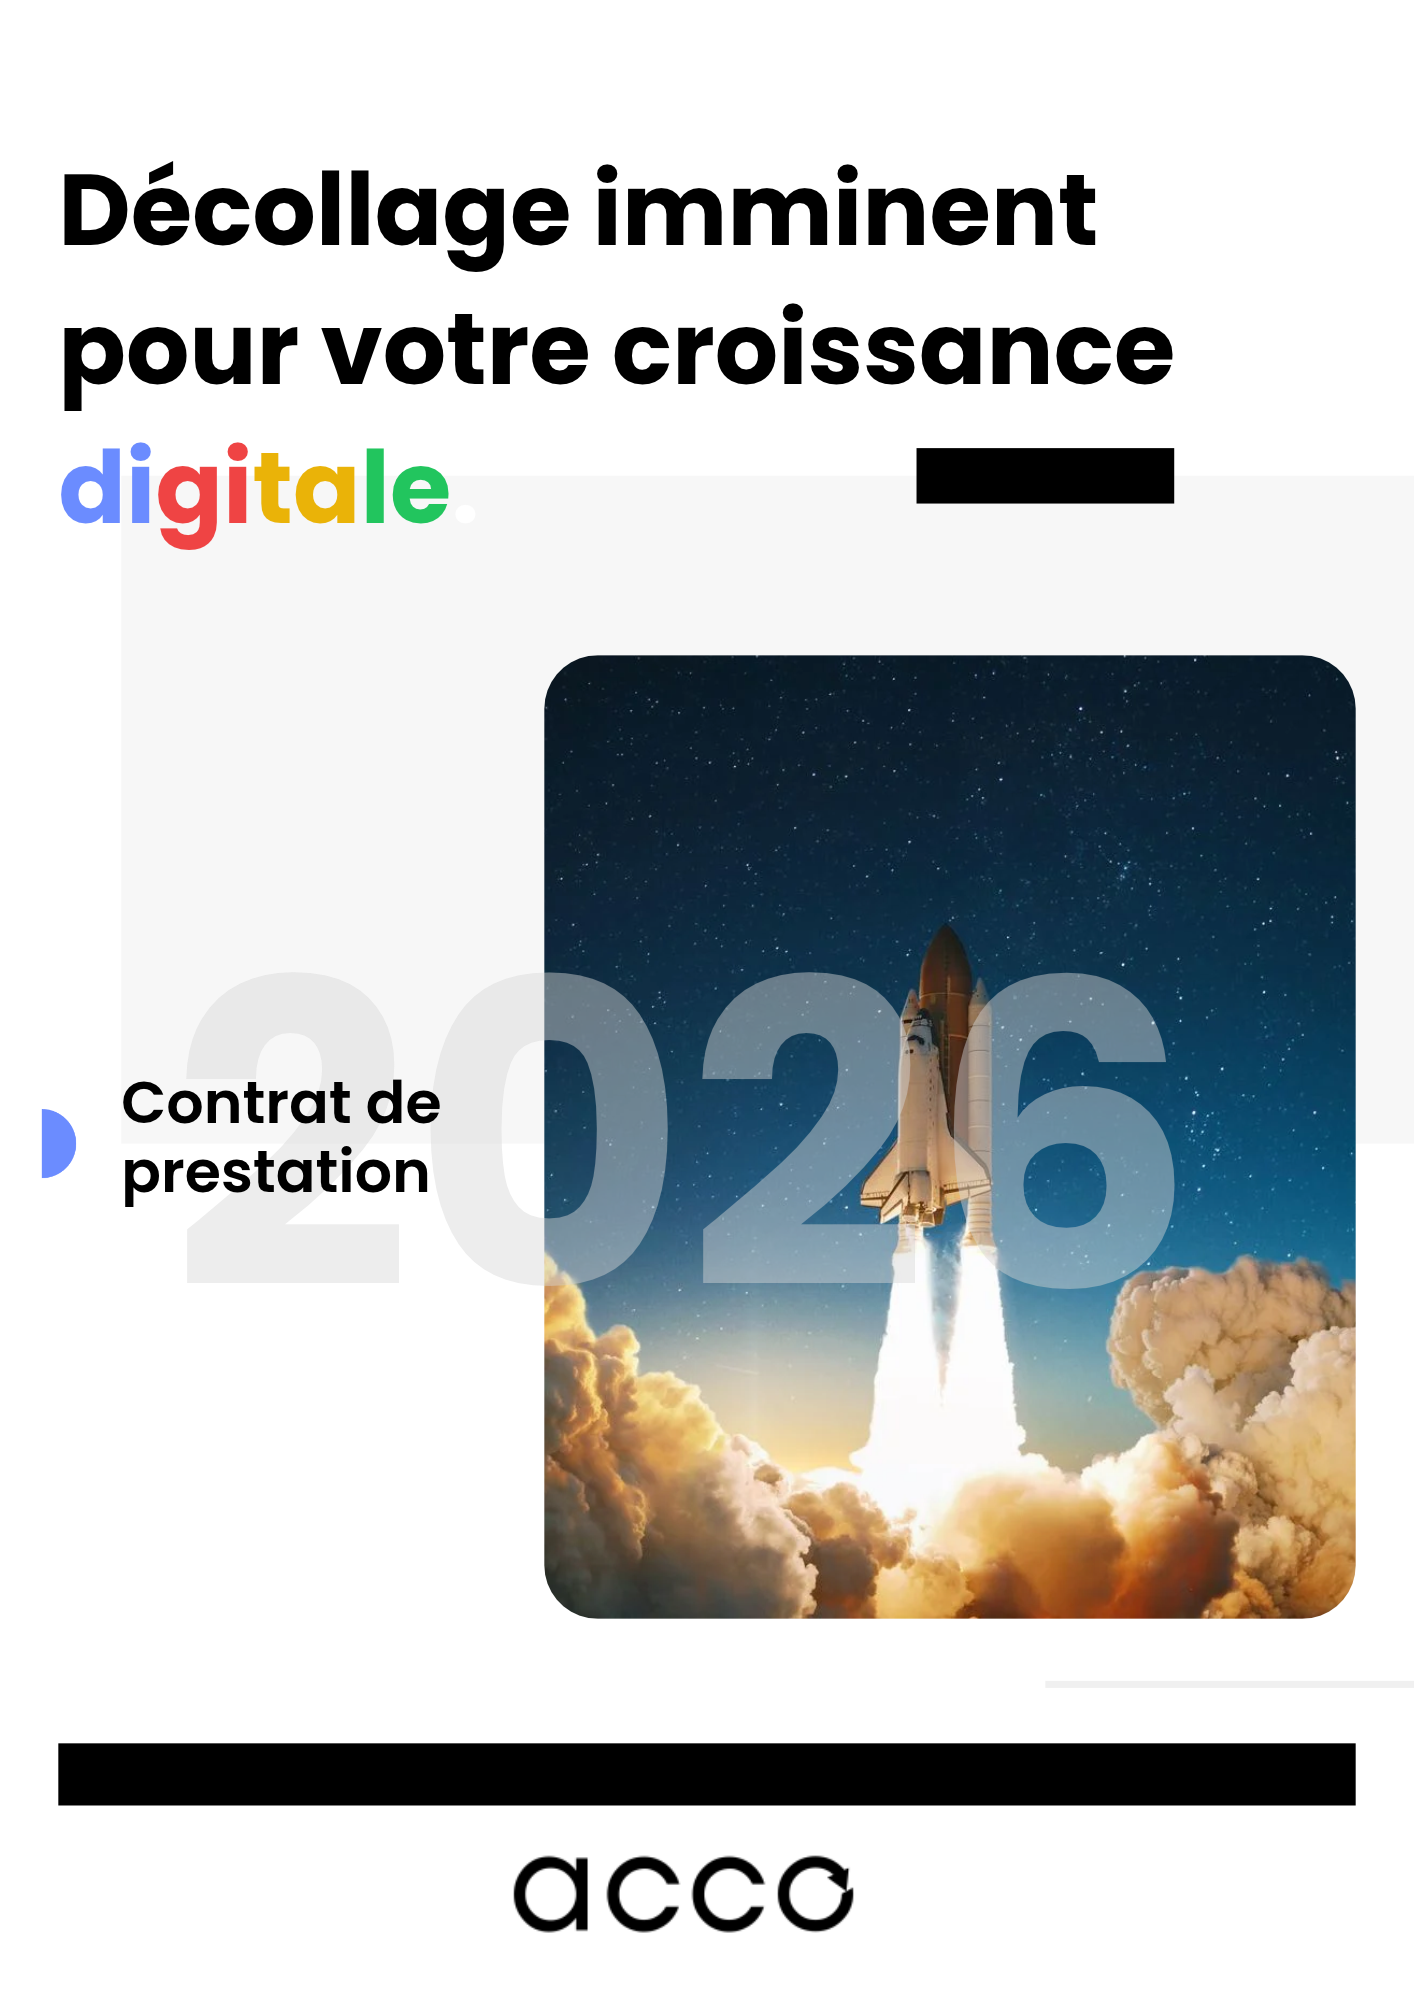 Décollage imminent
pour votre croissance
digitale.
2026
Contrat de
prestation
acco